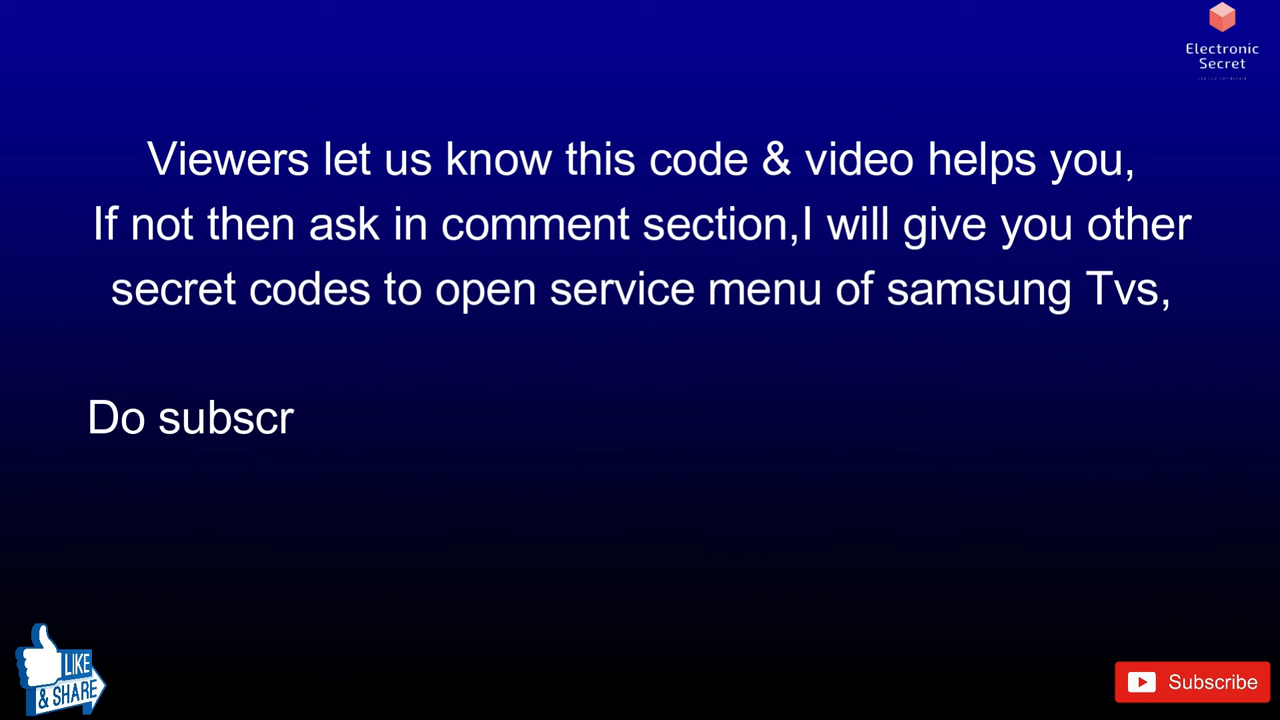 Electronic
Secret
Viewers let us know this code & video helps you,
If not then ask in comment section,I will give you other
secret codes to open service menu of samsung Tvs,
Do subscr
LIKE
& SHARE
Subscribe